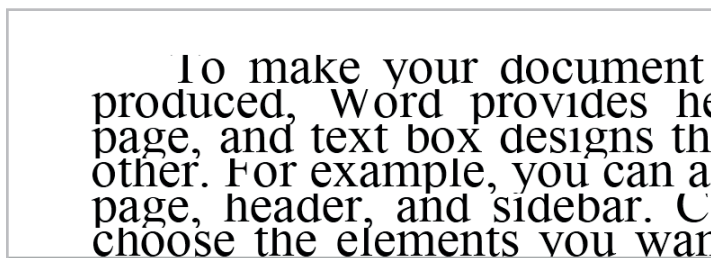 To make your document
produced, Word provides he
page, and text box designs th
other. For example, you can a
page, header, and sidebar. C
choose the elements you wan